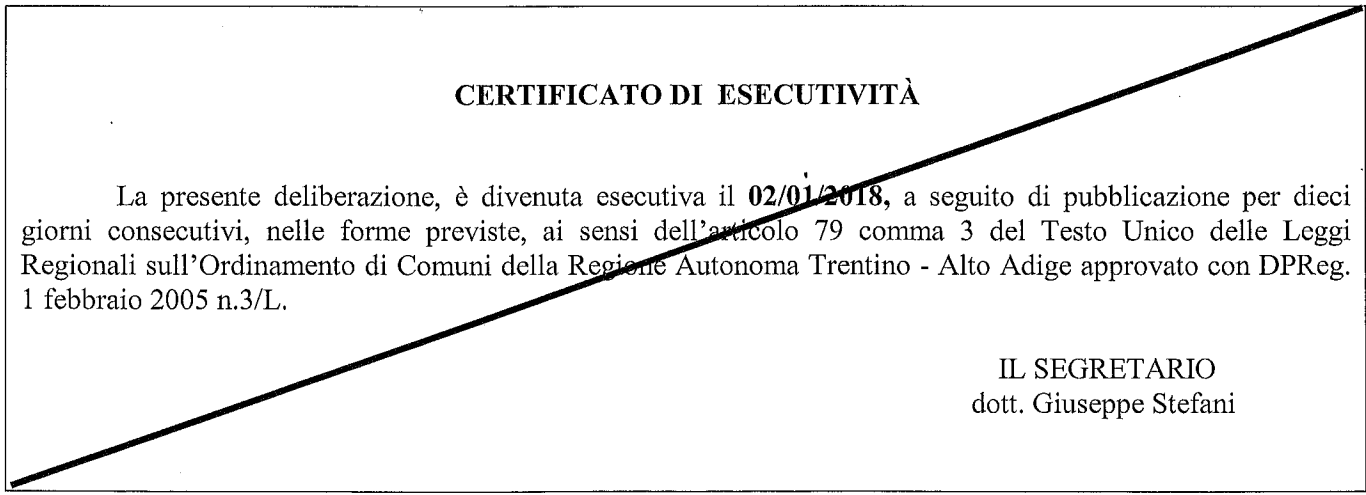 CERTIFICATO DI ESECUTIVITÀ
La presente deliberazione, è divenuta esecutiva il 02/01/2018, a seguito di pubblicazione per dieci
giorni consecutivi, nelle forme previste, ai sensi dell'articolo 79 comma 3 del Testo Unico delle Leggi
Regionali sull'Ordinamento di Comuni della Regione Autonoma Trentino - Alto Adige approvato con DPReg.
1 febbraio 2005 n.3/L.
IL SEGRETARIO
dott. Giuseppe Stefani